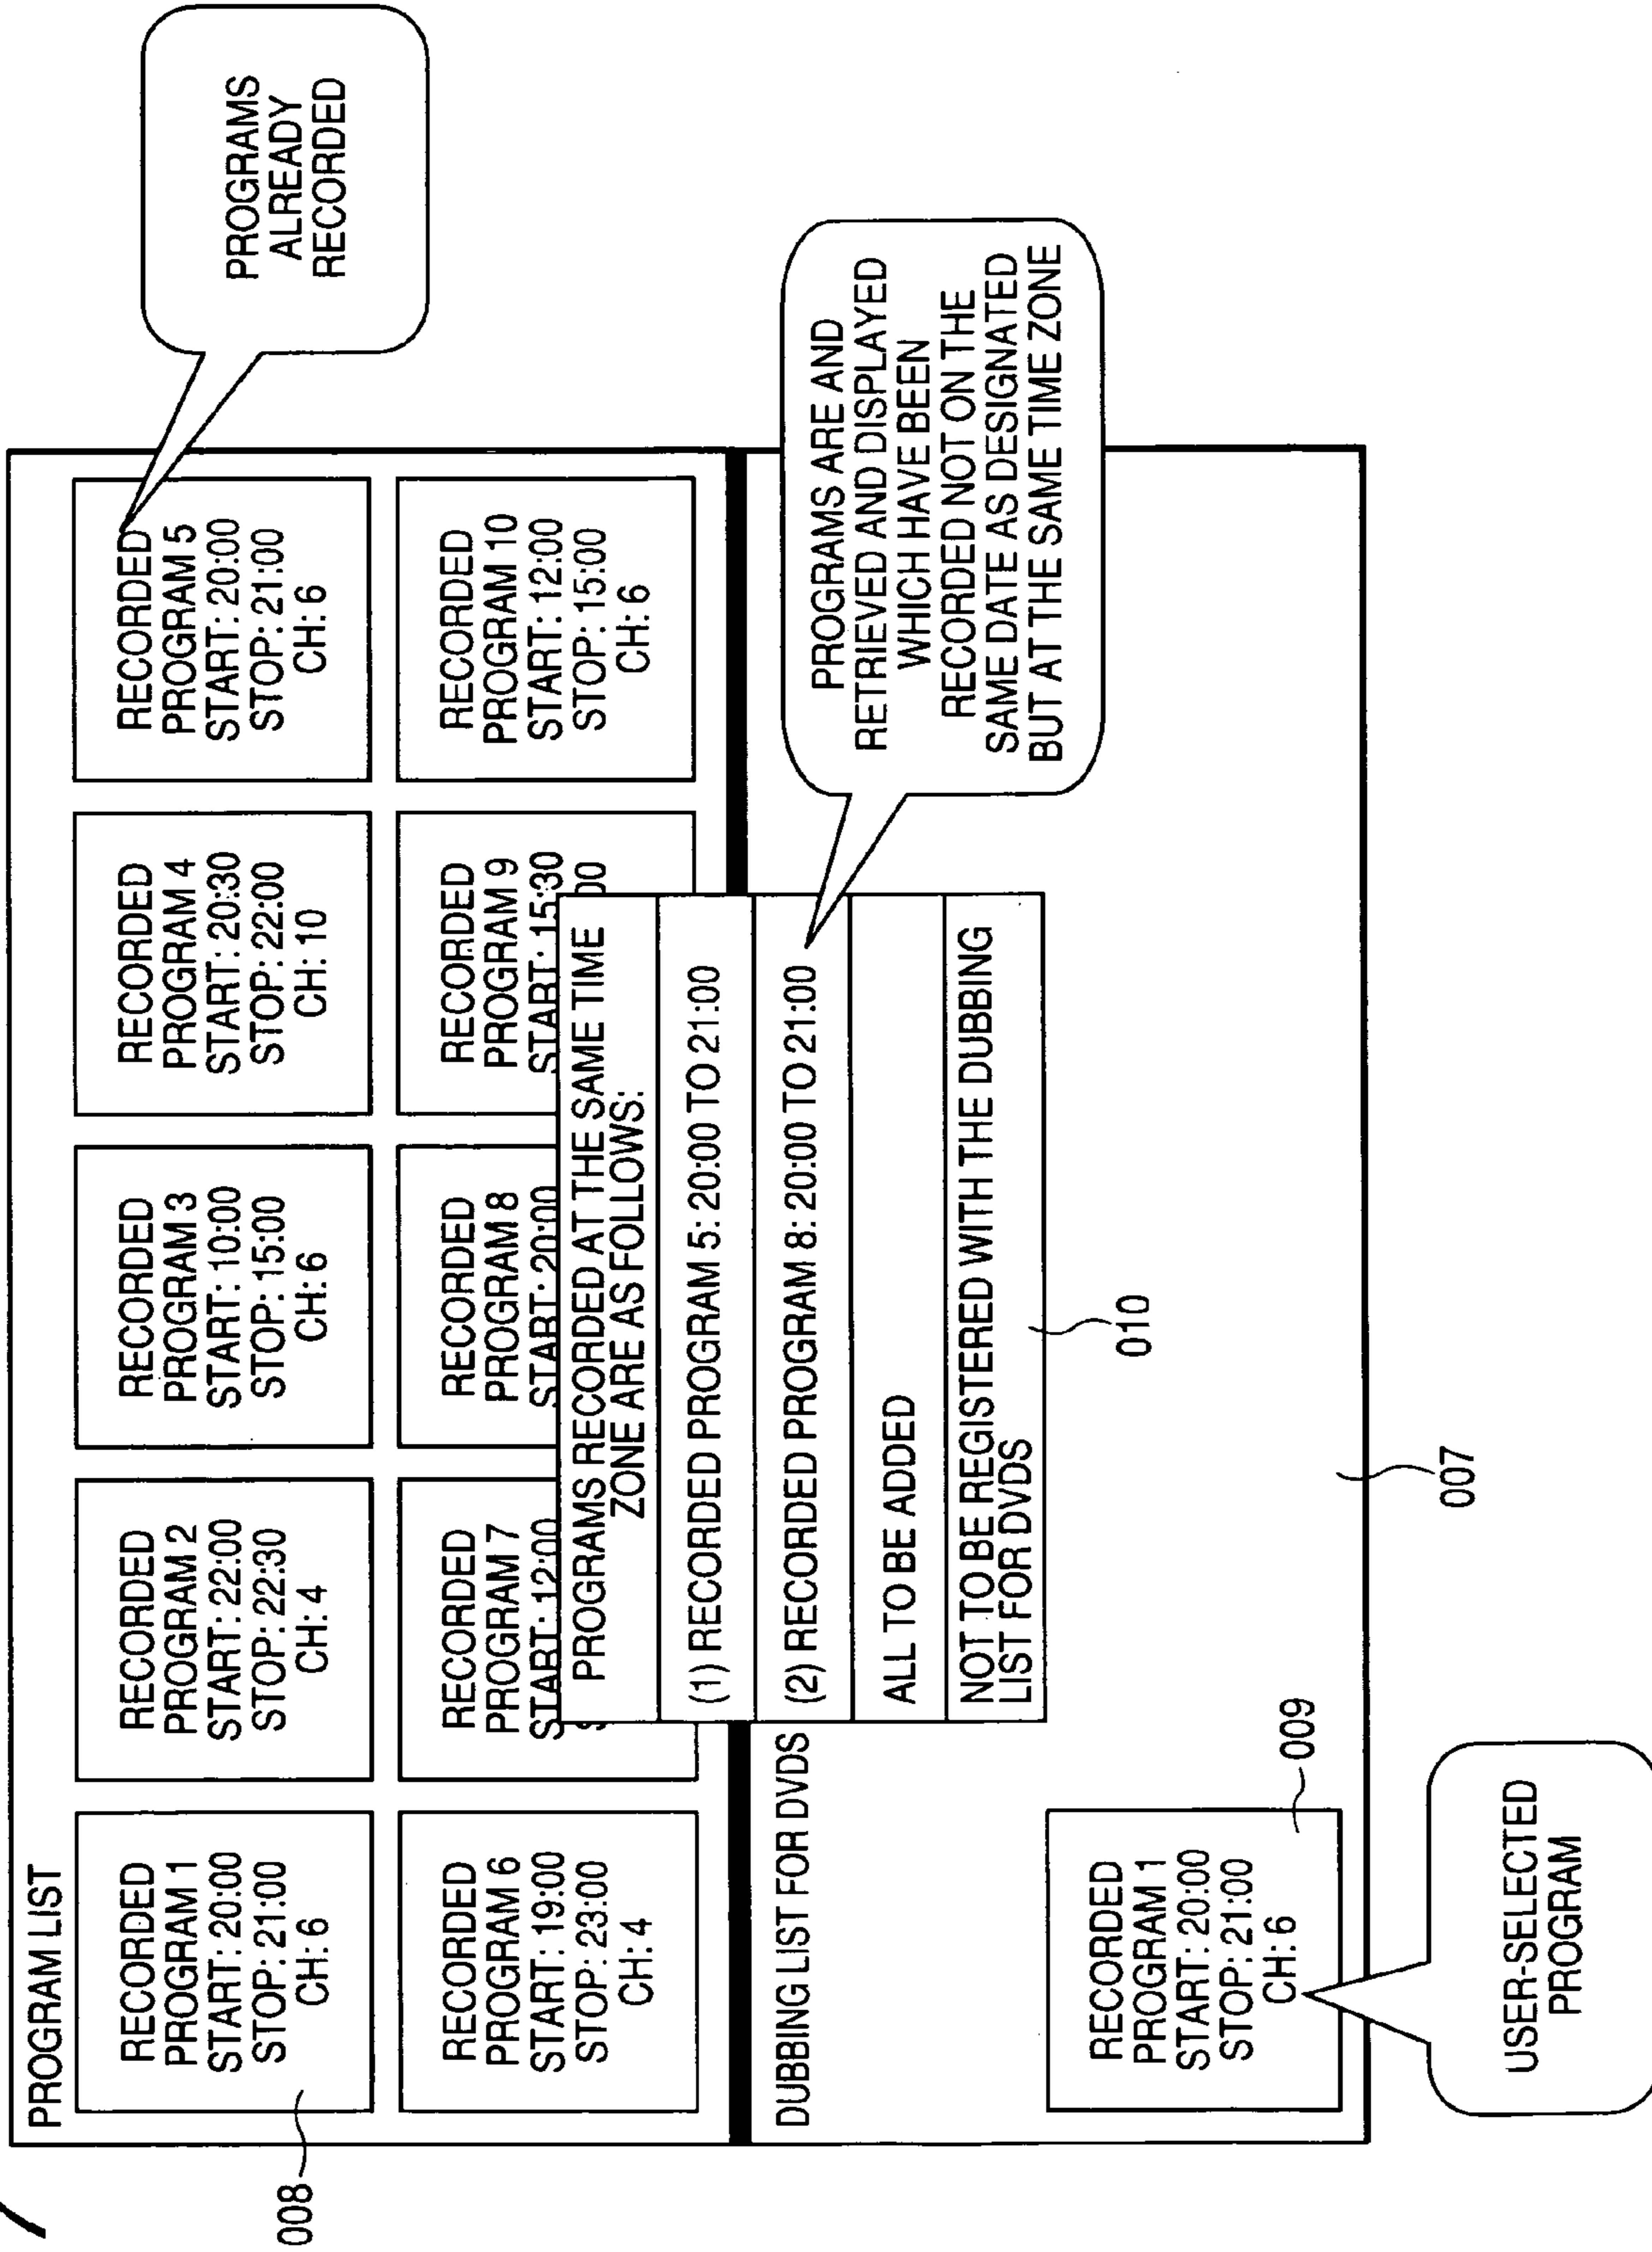 PROGRAM LIST
RECORDED
PROGRAM 1
START: 20:00
STOP: 21:00
CH: 6
RECORDED
PROGRAM 2
START: 22:00
STOP: 22:30
CH: 4
RECORDED
PROGRAM 3
START: 10:00
STOP: 15:00
CH: 6
RECORDED
PROGRAM 4
START: 20:30
STOP: 22:00
CH: 10
RECORDED
PROGRAM 5
START: 20:00
STOP: 21:00
CH: 6
PROGRAMS
ALREADY
RECORDED
008
RECORDED
PROGRAM 6
START: 19:00
STOP: 23:00
CH: 4
RECORDED
PROGRAM 7
START: 12:00
RECORDED
PROGRAM 8
START: 20:00
RECORDED
PROGRAM 9
START: 15:30
RECORDED
PROGRAM 10
START: 12:00
STOP: 15:00
CH: 6
PROGRAMS RECORDED AT THE SAME TIME
ZONE ARE AS FOLLOWS:
(1) RECORDED PROGRAM 5: 20:00 TO 21:00
(2) RECORDED PROGRAM 8: 20:00 TO 21:00
ALL TO BE ADDED
NOT TO BE REGISTERED WITH THE DUBBING
LIST FOR DVDS
010
PROGRAMS ARE AND
RETRIEVED AND DISPLAYED
WHICH HAVE BEEN
RECORDED NOT ON THE
SAME DATE AS DESIGNATED
BUT AT THE SAME TIME ZONE
DUBBING LIST FOR DVDS
RECORDED
PROGRAM 1
START: 20:00
STOP: 21:00
CH: 6
009
007
USER-SELECTED
PROGRAM